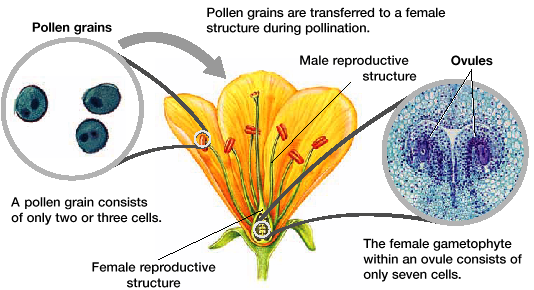 Pollen grains are transferred to a female
structure during pollination.
Pollen grains
Male reproductive
structure
Ovules
A pollen grain consists
of only two or three cells.
Female reproductive
structure
The female gametophyte
within an ovule consists of
only seven cells.